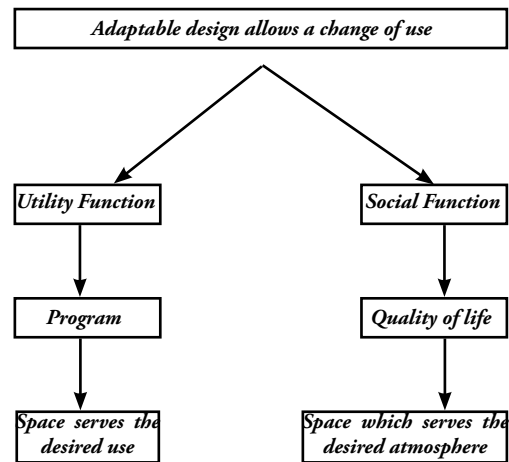 Adaptable design allows a change of use
Utility Function
Social Function
Program
Quality of life
Space serves the
desired use
Space which serves the
desired atmosphere